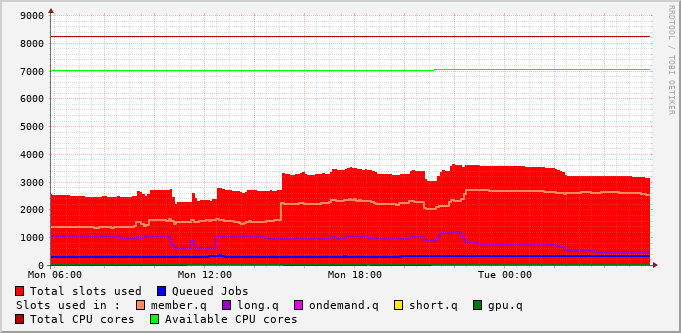 RRDTOOL / TOBI OETIKER
9000
8000
7000
6000
5000
4000
3000
2000
1000
0
Mon 06:00 Mon 12:00 Mon 18:00 Tue 00:00
Total slots used Queued Jobs
Slots used in : member.q long.q ondemand.q short.q gpu.q
Total CPU cores Available CPU cores